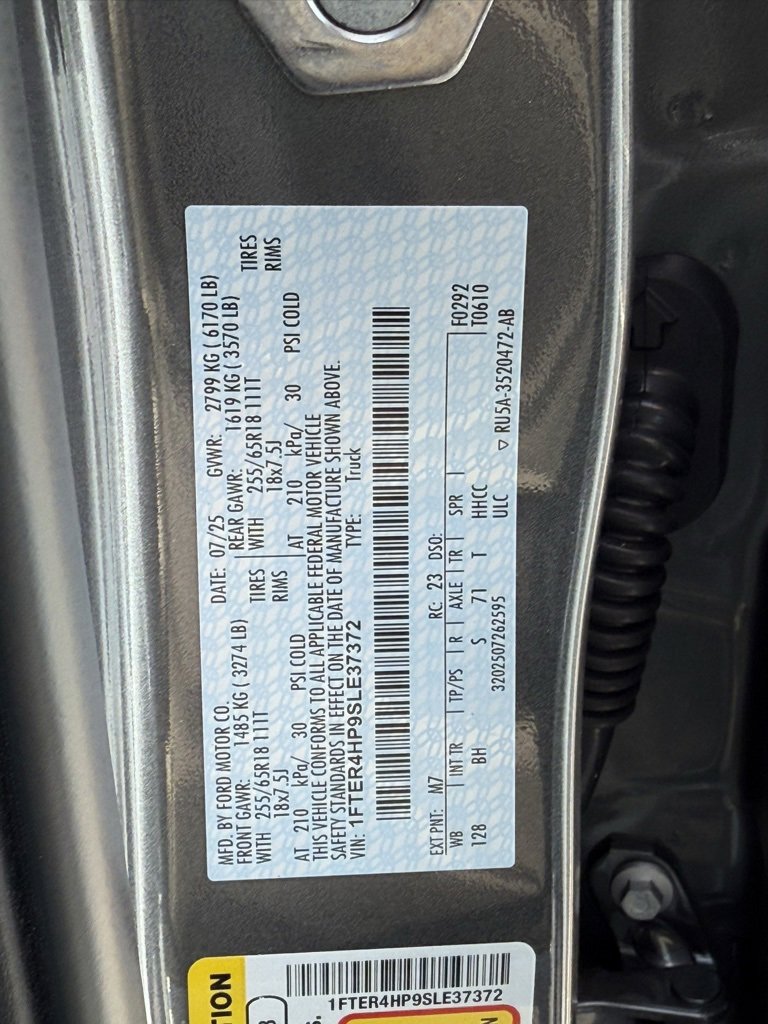 MFD. BY FORD MOTOR CO.
DATE: 07/25 GVWR: 2799 KG ( 6170 LB)
FRONT GAWR: 1485 KG ( 3274 LB) REAR GAWR: 1619 KG ( 3570 LB)
WITH 255/65R18 111T TIRES WITH 255/65R18 111T TIRES
18x7.5J RIMS 18x7.5J RIMS
AT 210 kPa/ 30 PSI COLD AT 210 kPa/ 30 PSI COLD
THIS VEHICLE CONFORMS TO ALL APPLICABLE FEDERAL MOTOR VEHICLE
SAFETY STANDARDS IN EFFECT ON THE DATE OF MANUFACTURE SHOWN ABOVE.
VIN: 1FTER4HP9SLE37372 TYPE: Truck
EXT PNT: M7 RC: 23 DSO: F0292
WB INT TR TP/PS R AXLE TR SPR T0610
128 BH S 71 T HHCC
3202507262595 ULC ▽ RU5A-3520472-AB
1FTER4HP9SLE37372